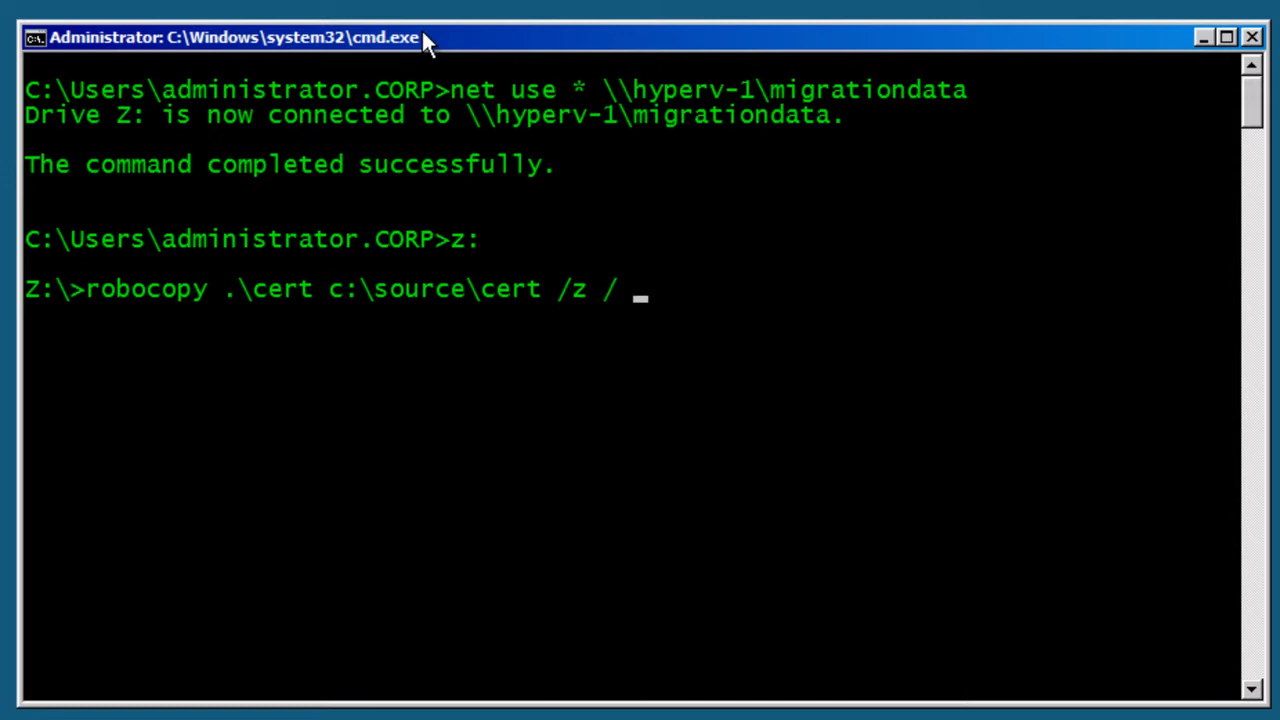 Administrator: C:\Windows\system32\cmd.exe
C:\Users\administrator.CORP>net use * \\hyperv-1\migrationdata
Drive Z: is now connected to \\hyperv-1\migrationdata.
The command completed successfully.
C:\Users\administrator.CORP>z:
Z:\>robocopy .\cert c:\source\cert /z / _